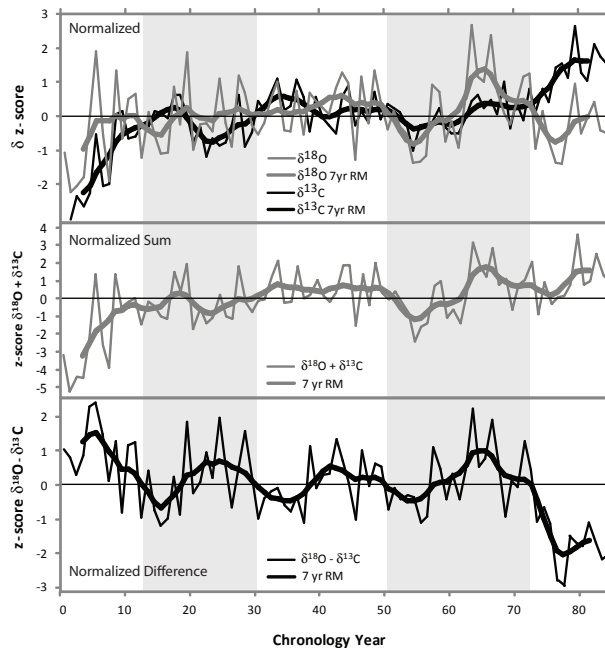 Normalized
3
2
1
0
-1
-2
δ z - score
δ¹⁸O
δ¹⁸O 7yr RM
δ¹³C
δ¹³C 7yr RM
Normalized Sum
4
3
2
1
0
-1
-2
-3
-4
-5
z-score δ¹⁸O + δ¹³C
δ¹⁸O + δ¹³C
7 yr RM
3
2
1
0
-1
-2
-3
z-score δ¹⁸O - δ¹³C
δ¹⁸O - δ¹³C
7 yr RM
Normalized Difference
0 10 20 30 40 50 60 70 80
Chronology Year